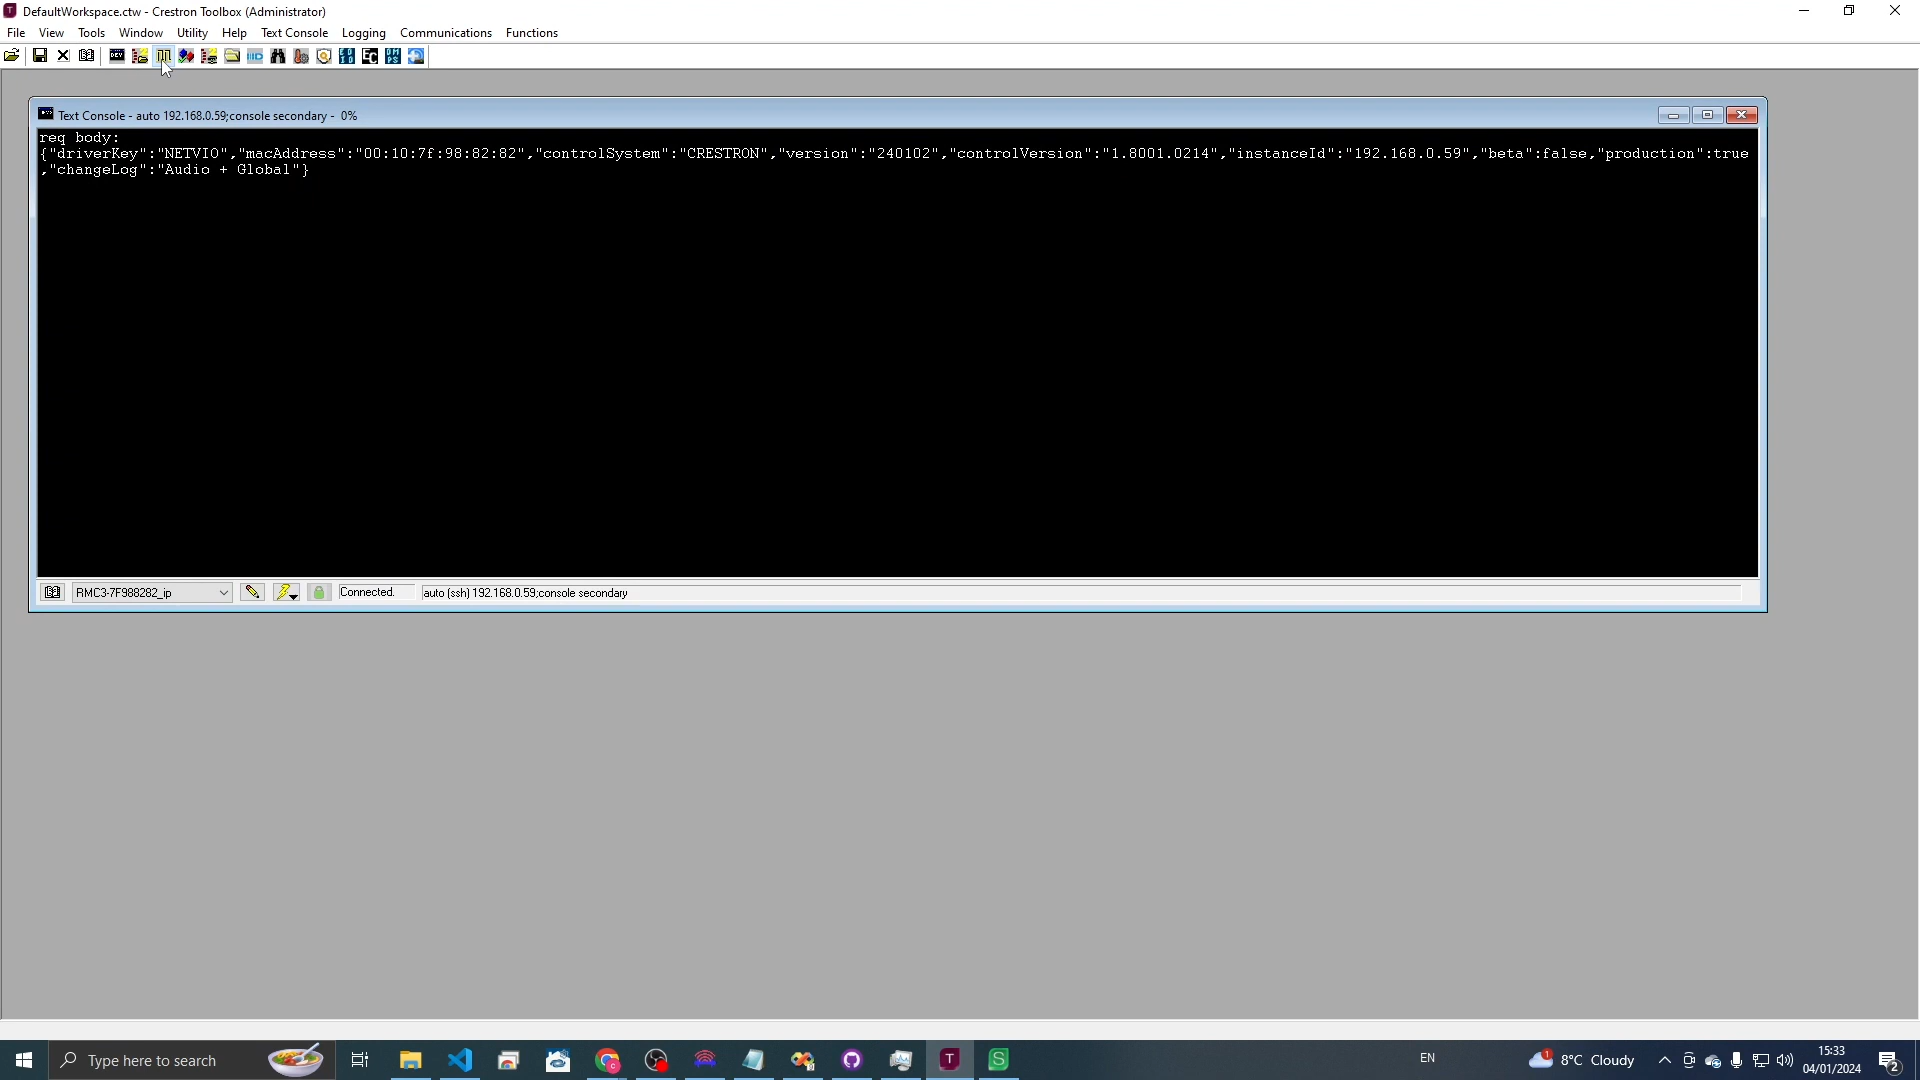 DefaultWorkspace.ctw - Crestron Toolbox (Administrator)
File View Tools Window Utility Help Text Console Logging Communications Functions
Text Console - auto 192.168.0.59;console secondary - 0%
req body:
{"driverKey":"NETVIO","macAddress":"00:10:7f:98:82:82","controlSystem":"CRESTRON","version":"240102","controlVersion":"1.8001.0214","instanceId":"192.168.0.59","beta":false,"production":true
,"changeLog":"Audio + Global"}
RMC3-7F988282_ip Connected. auto (ssh) 192.168.0.59;console secondary
Type here to search
EN
1
8°C Cloudy
15:33
04/01/2024
2